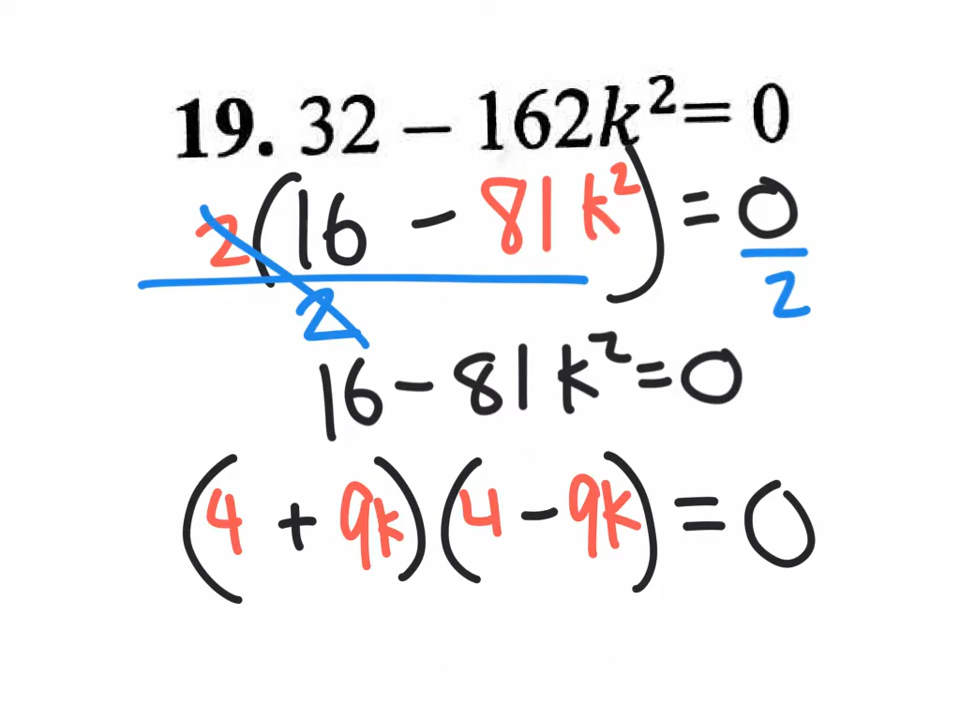 19. 32 − 162k² = 0
2(16 − 81k²) = 0
2 2
16 − 81k² = 0
(4 + 9k)(4 − 9k) = 0